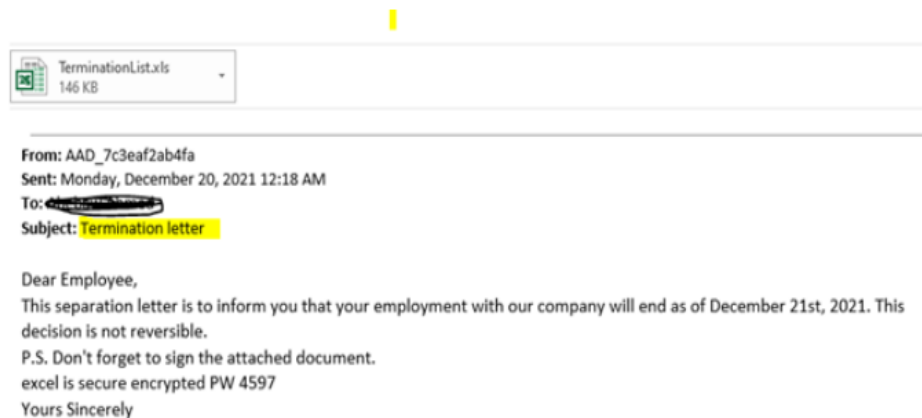 TerminationList.xls
146 KB
From: AAD_7c3eaf2ab4fa
Sent: Monday, December 20, 2021 12:18 AM
To:
Subject: Termination letter
Dear Employee,
This separation letter is to inform you that your employment with our company will end as of December 21st, 2021. This
decision is not reversible.
P.S. Don't forget to sign the attached document.
excel is secure encrypted PW 4597
Yours Sincerely